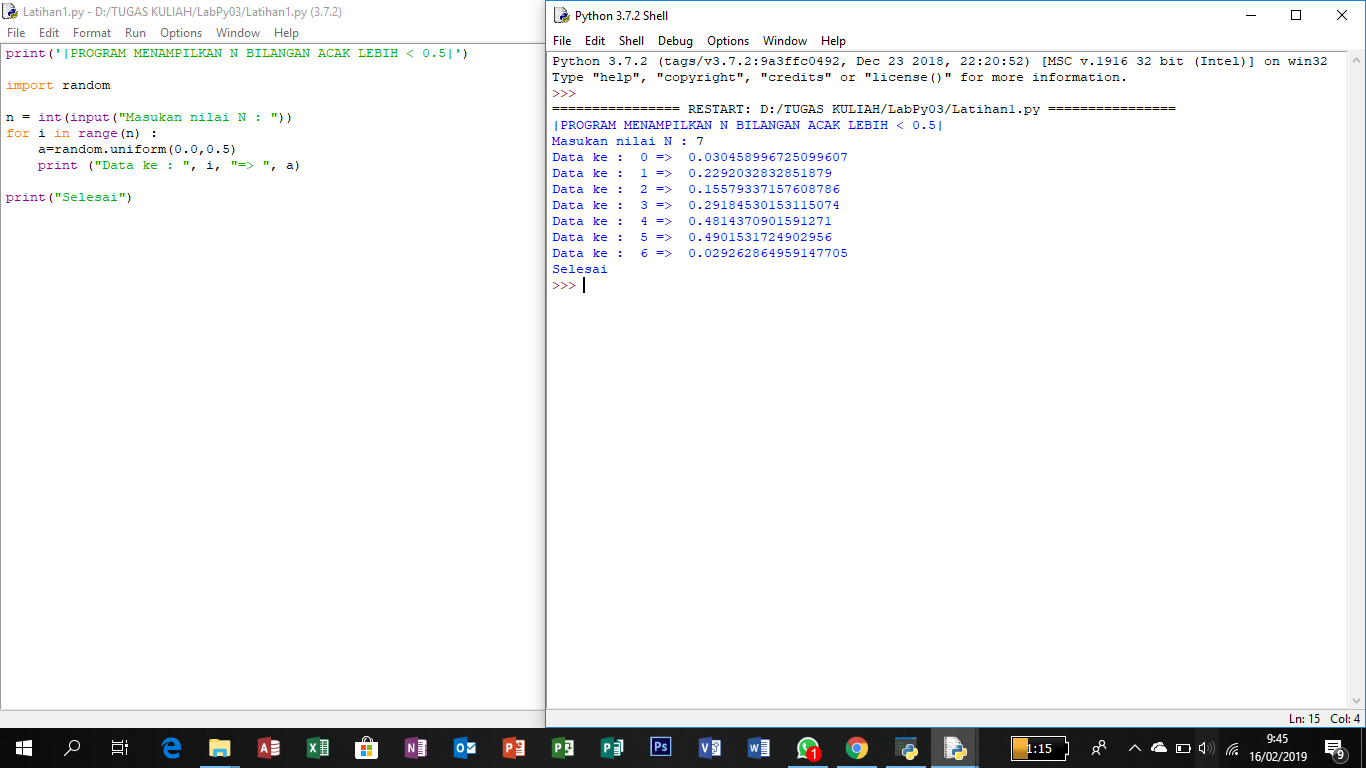 Latihan1.py - D:/TUGAS KULIAH/LabPy03/Latihan1.py (3.7.2)
File Edit Format Run Options Window Help
print('|PROGRAM MENAMPILKAN N BILANGAN ACAK LEBIH < 0.5|')
import random
n = int(input("Masukan nilai N : "))
for i in range(n) :
    a=random.uniform(0.0,0.5)
    print ("Data ke : ", i, "=> ", a)
print("Selesai")
Python 3.7.2 Shell
File Edit Shell Debug Options Window Help
Python 3.7.2 (tags/v3.7.2:9a3ffc0492, Dec 23 2018, 22:20:52) [MSC v.1916 32 bit (Intel)] on win32
Type "help", "copyright", "credits" or "license()" for more information.
>>>
================ RESTART: D:/TUGAS KULIAH/LabPy03/Latihan1.py ================
|PROGRAM MENAMPILKAN N BILANGAN ACAK LEBIH < 0.5|
Masukan nilai N : 7
Data ke :  0 =>  0.030458996725099607
Data ke :  1 =>  0.2292032832851879
Data ke :  2 =>  0.15579337157608786
Data ke :  3 =>  0.29184530153115074
Data ke :  4 =>  0.4814370901591271
Data ke :  5 =>  0.4901531724902956
Data ke :  6 =>  0.029262864959147705
Selesai
>>>
Ln: 15 Col: 4
Ps
1
1:15
9:45
16/02/2019
9